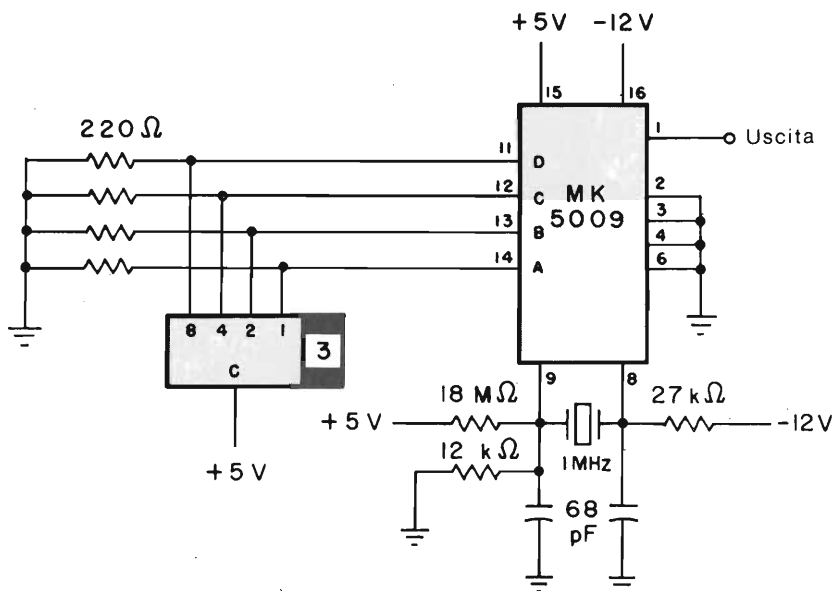 +5V -12V
15 16
220Ω
11 D
1 Uscita
12 C
MK
5009
2
3
13 B
4
14 A
6
8 4 2 1
3
C
9 8
18 MΩ
27 kΩ
+5V
-12V
12 kΩ
1MHz
+5V
68
pF